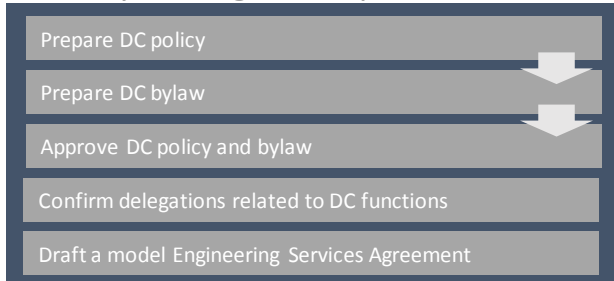 Prepare DC policy
Prepare DC bylaw
Approve DC policy and bylaw
Confirm delegations related to DC functions
Draft a model Engineering Services Agreement